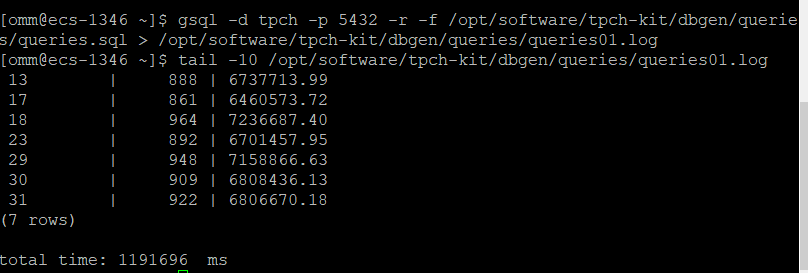 [omm@ecs-1346 ~]$ gsql -d tpch -p 5432 -r -f /opt/software/tpch-kit/dbgen/querie
s/queries.sql > /opt/software/tpch-kit/dbgen/queries/queries01.log
[omm@ecs-1346 ~]$ tail -10 /opt/software/tpch-kit/dbgen/queries/queries01.log
 13        |     888 | 6737713.99
 17        |     861 | 6460573.72
 18        |     964 | 7236687.40
 23        |     892 | 6701457.95
 29        |     948 | 7158866.63
 30        |     909 | 6808436.13
 31        |     922 | 6806670.18
(7 rows)

total time: 1191696  ms